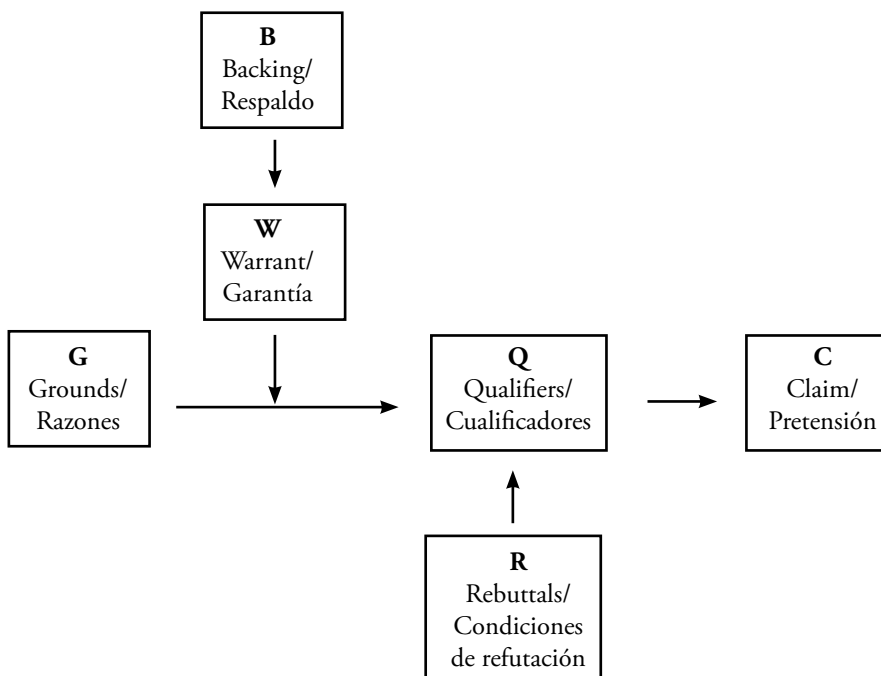 B
Backing/
Respaldo
W
Warrant/
Garantía
G
Grounds/
Razones
Q
Qualifiers/
Cualificadores
C
Claim/
Pretensión
R
Rebuttals/
Condiciones
de refutación